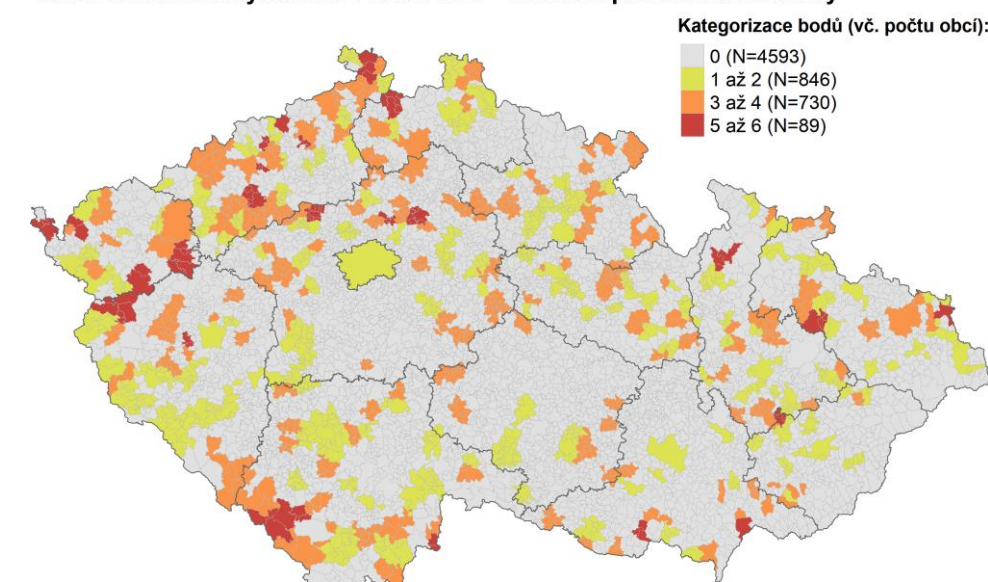 Kategorizace bodů (vč. počtu obcí):
0 (N=4593)
1 až 2 (N=846)
3 až 4 (N=730)
5 až 6 (N=89)